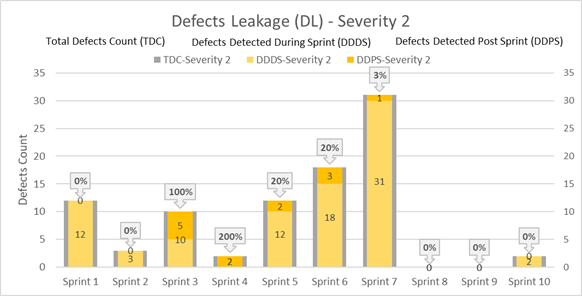 Defects Leakage (DL) - Severity 2
Total Defects Count (TDC) Defects Detected During Sprint (DDDS) Defects Detected Post Sprint (DDPS)
TDC-Severity 2 DDDS-Severity 2 DDPS-Severity 2
Defects Count
35 35
30 30
25 25
20 20
15 15
10 10
5 5
0 0
0% 0% 100% 200% 20% 20% 3% 0% 0% 0%
0 0 5 2 2 3 1 0 0 0
12 3 10 12 18 31 2
Sprint 1 Sprint 2 Sprint 3 Sprint 4 Sprint 5 Sprint 6 Sprint 7 Sprint 8 Sprint 9 Sprint 10